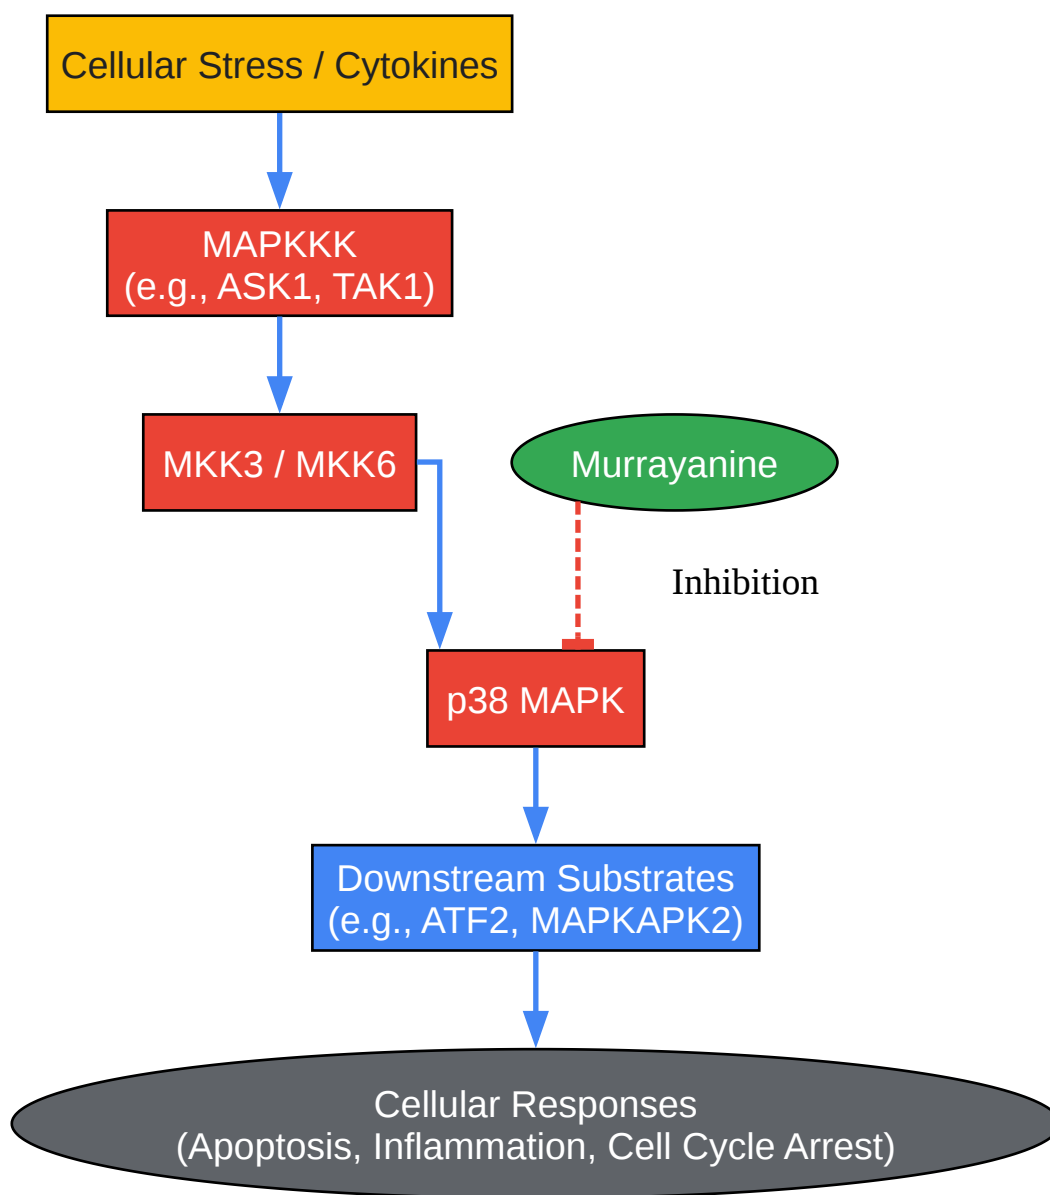 Cellular Stress / Cytokines
MAPKKK
(e.g., ASK1, TAK1)
MKK3 / MKK6
Murrayanine
Inhibition
p38 MAPK
Downstream Substrates
(e.g., ATF2, MAPKAPK2)
Cellular Responses
(Apoptosis, Inflammation, Cell Cycle Arrest)